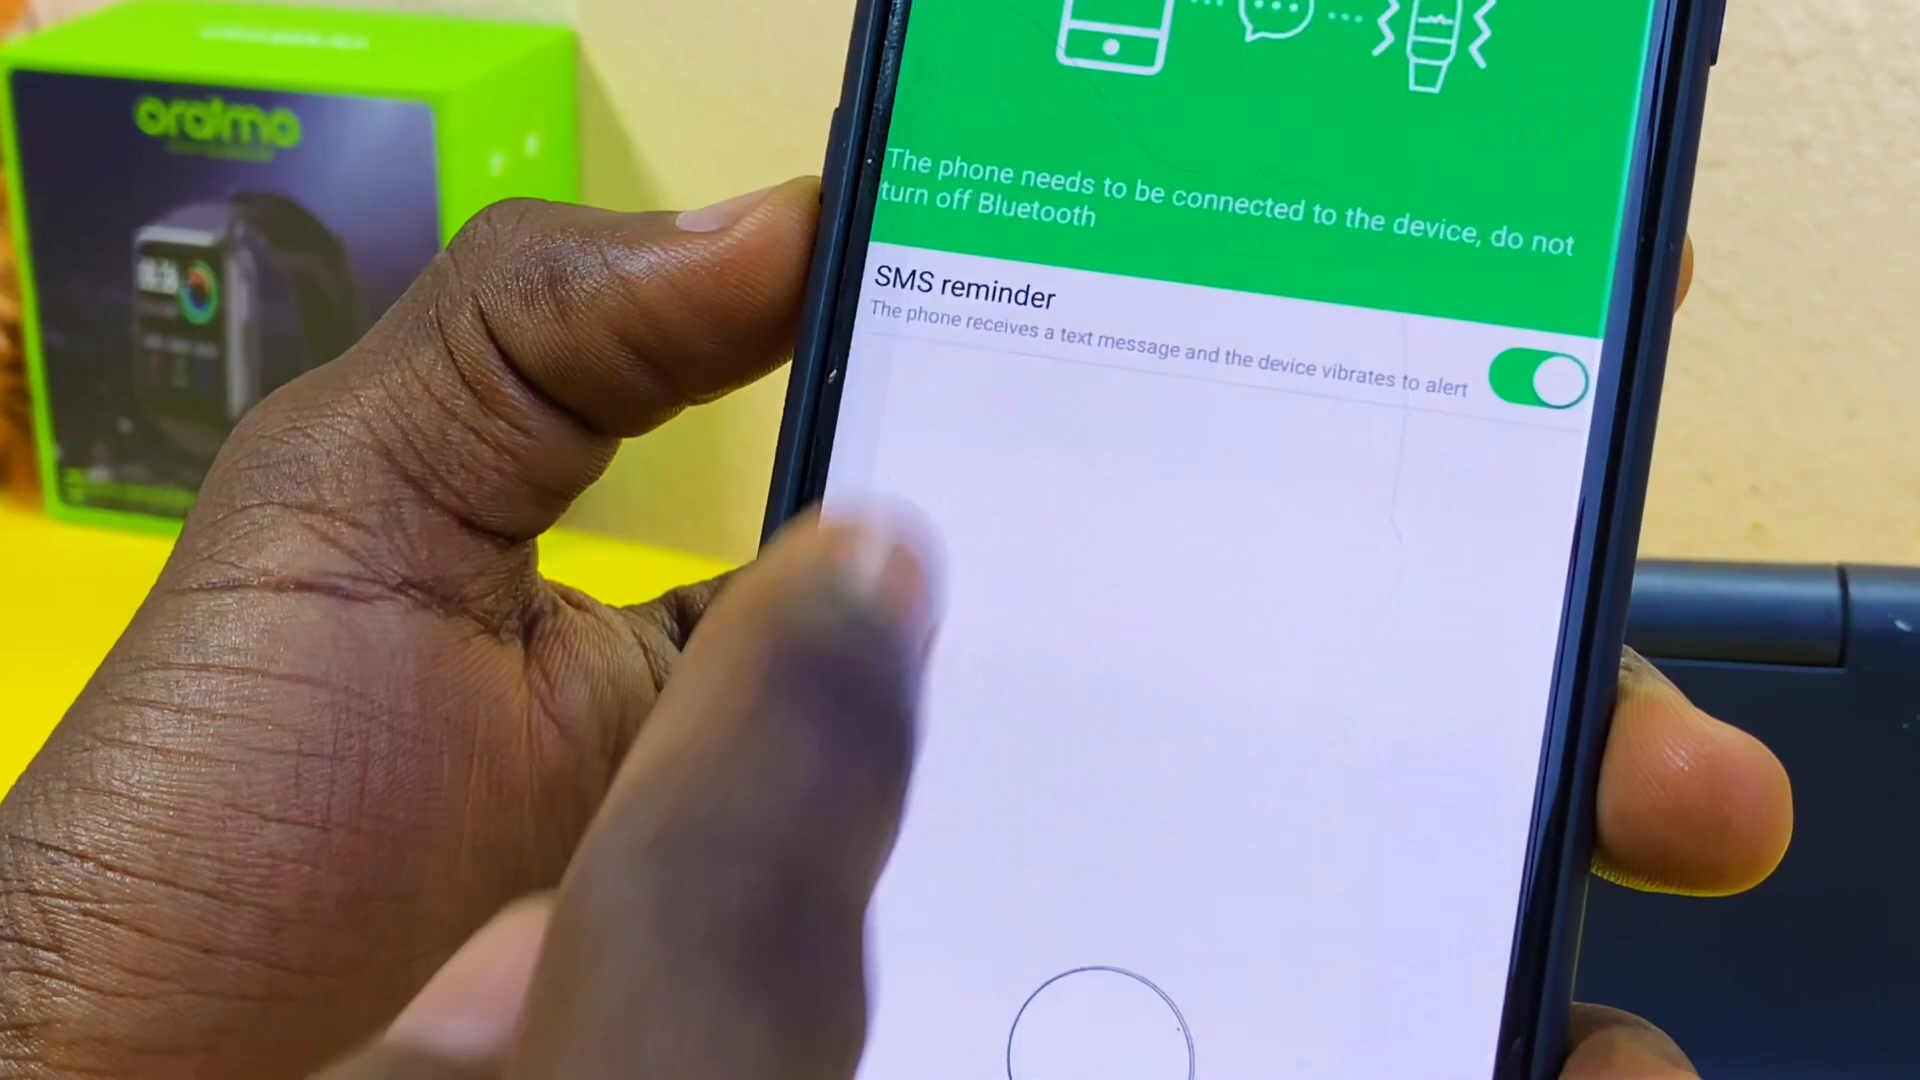 oraimo
The phone needs to be connected to the device, do not
turn off Bluetooth
SMS reminder
The phone receives a text message and the device vibrates to alert